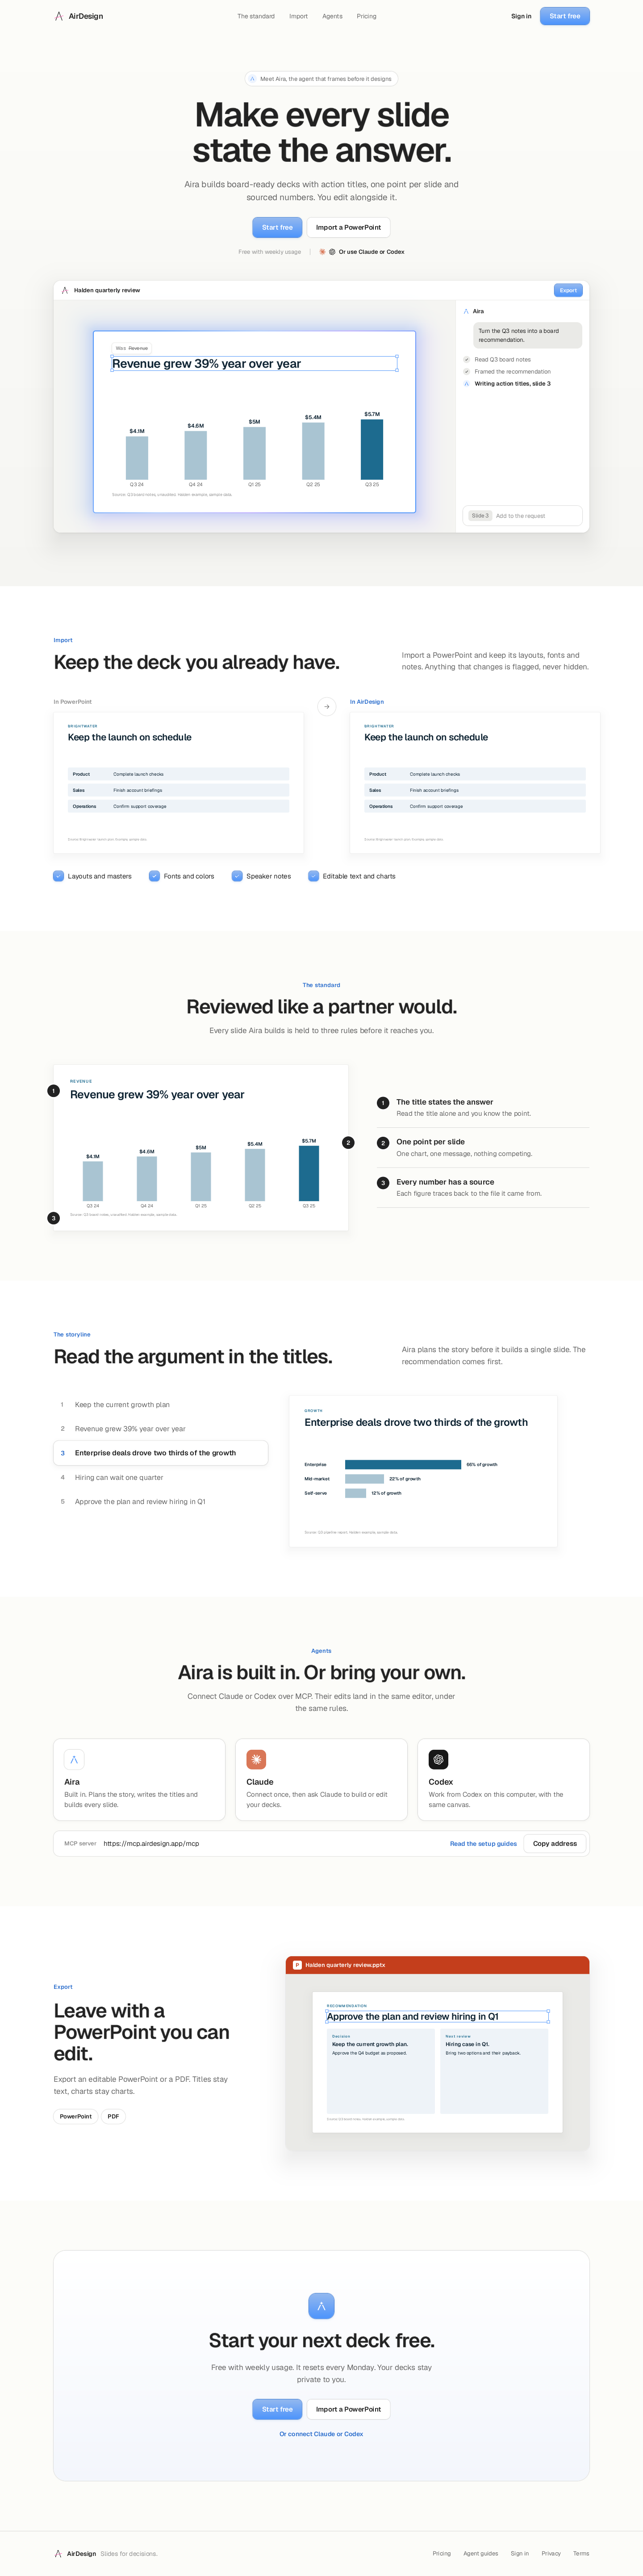 AirDesign
The standard
Import
Agents
Pricing
Sign in
Start free
Meet Aira, the agent that frames before it designs
Make every slide
state the answer.
Aira builds board-ready decks with action titles, one point per slide and
sourced numbers. You edit alongside it.
Start free
Import a PowerPoint
Free with weekly usage
Or use Claude or Codex
Halden quarterly review
Export
Was Revenue
Revenue grew 39% year over year
$4.1M
$4.6M
$5M
$5.4M
$5.7M
Q3 24
Q4 24
Q1 25
Q2 25
Q3 25
Source: Q3 board notes, unaudited. Halden example, sample data.
Aira
Turn the Q3 notes into a board
recommendation.
Read Q3 board notes
Framed the recommendation
Writing action titles, slide 3
Slide 3
Add to the request
Import
Keep the deck you already have.
Import a PowerPoint and keep its layouts, fonts and
notes. Anything that changes is flagged, never hidden.
In PowerPoint
BRIGHTWATER
Keep the launch on schedule
Product
Complete launch checks
Sales
Finish account briefings
Operations
Confirm support coverage
In AirDesign
BRIGHTWATER
Keep the launch on schedule
Product
Complete launch checks
Sales
Finish account briefings
Operations
Confirm support coverage
Layouts and masters
Fonts and colors
Speaker notes
Editable text and charts
The standard
Reviewed like a partner would.
Every slide Aira builds is held to three rules before it reaches you.
1
REVENUE
Revenue grew 39% year over year
2
$4.1M
$4.6M
$5M
$5.4M
$5.7M
Q3 24
Q4 24
Q1 25
Q2 25
Q3 25
3
Source: Q3 board notes, unaudited. Halden example, sample data.
1
The title states the answer
Read the title alone and you know the point.
2
One point per slide
One chart, one message, nothing competing.
3
Every number has a source
Each figure traces back to the file it came from.
The storyline
Read the argument in the titles.
Aira plans the story before it builds a single slide. The
recommendation comes first.
1
Keep the current growth plan
2
Revenue grew 39% year over year
3
Enterprise deals drove two thirds of the growth
4
Hiring can wait one quarter
5
Approve the plan and review hiring in Q1
GROWTH
Enterprise deals drove two thirds of the growth
Enterprise
66% of growth
Mid-market
22% of growth
Self-serve
12% of growth
Agents
Aira is built in. Or bring your own.
Connect Claude or Codex over MCP. Their edits land in the same editor, under
the same rules.
Aira
Built in. Plans the story, writes the titles and
builds every slide.
Claude
Connect once, then ask Claude to build or edit
your decks.
Codex
Work from Codex on this computer, with the
same canvas.
MCP server
https://mcp.airdesign.app/mcp
Read the setup guides
Copy address
Export
Leave with a
PowerPoint you can
edit.
Export an editable PowerPoint or a PDF. Titles stay
text, charts stay charts.
PowerPoint
PDF
P
Halden quarterly review.pptx
RECOMMENDATION
Approve the plan and review hiring in Q1
Decision
Keep the current growth plan.
Approve the Q4 budget as proposed.
Next review
Hiring case in Q1.
Bring two options and their payback.
Start your next deck free.
Free with weekly usage. It resets every Monday. Your decks stay
private to you.
Start free
Import a PowerPoint
Or connect Claude or Codex
AirDesign
Slides for decisions.
Pricing
Agent guides
Sign in
Privacy
Terms